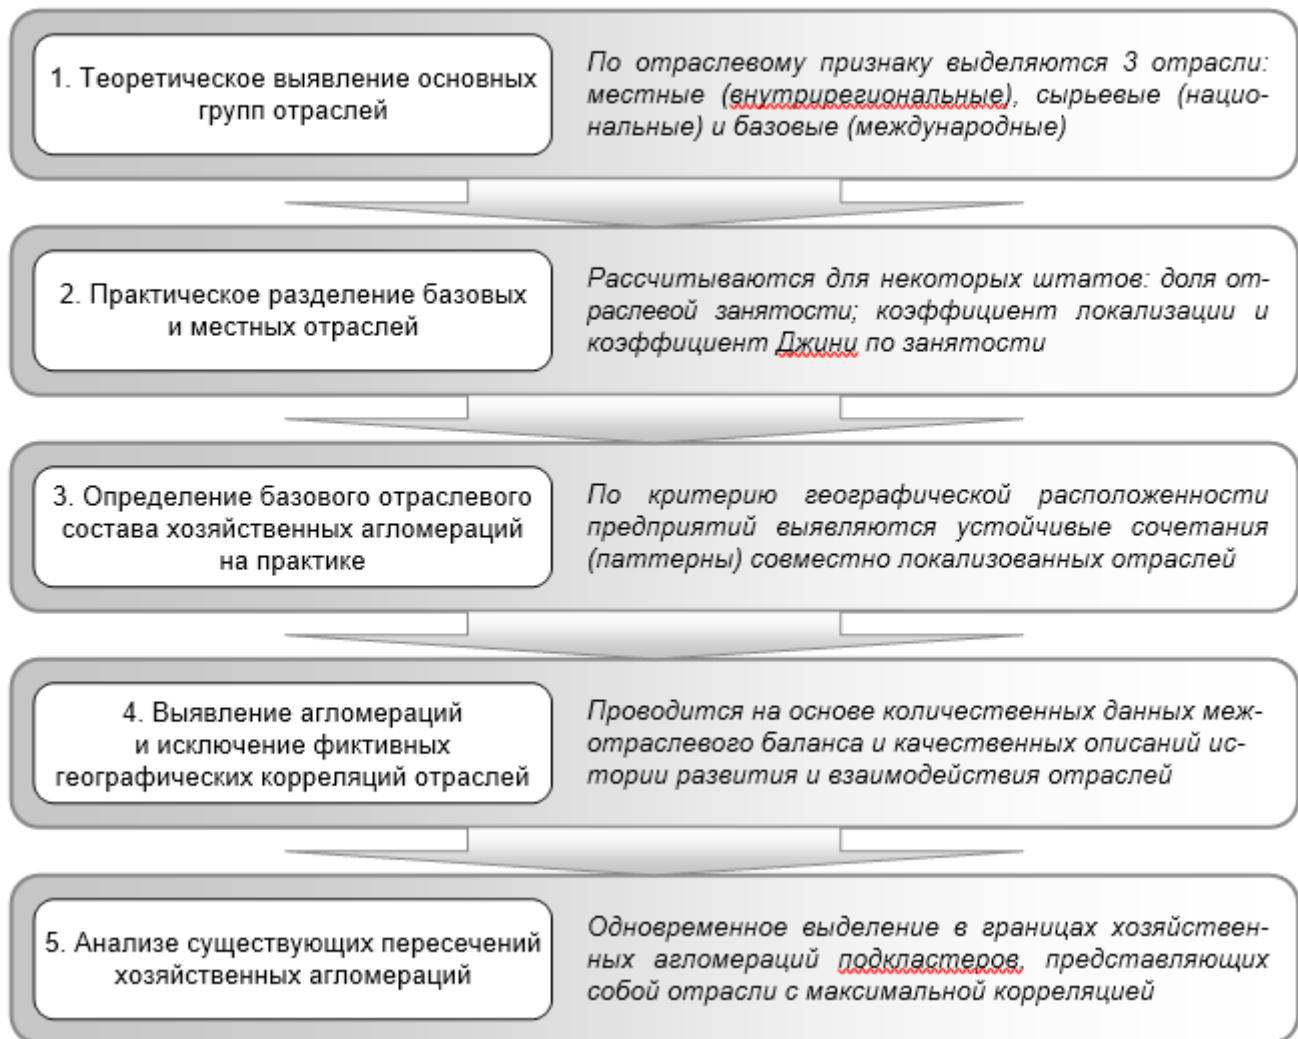 1. Теоретическое выявление основных
групп отраслей
По отраслевому признаку выделяются 3 отрасли:
местные (внутрирегиональные), сырьевые (нацио-
нальные) и базовые (международные)
2. Практическое разделение базовых
и местных отраслей
Рассчитываются для некоторых штатов: доля от-
раслевой занятости; коэффициент локализации и
коэффициент Джини по занятости
3. Определение базового отраслевого
состава хозяйственных агломераций
на практике
По критерию географической расположенности
предприятий выявляются устойчивые сочетания
(паттерны) совместно локализованных отраслей
4. Выявление агломераций
и исключение фиктивных
географических корреляций отраслей
Проводится на основе количественных данных меж-
отраслевого баланса и качественных описаний ис-
тории развития и взаимодействия отраслей
5. Анализе существующих пересечений
хозяйственных агломераций
Одновременное выделение в границах хозяйствен-
ных агломераций подкластеров, представляющих
собой отрасли с максимальной корреляцией